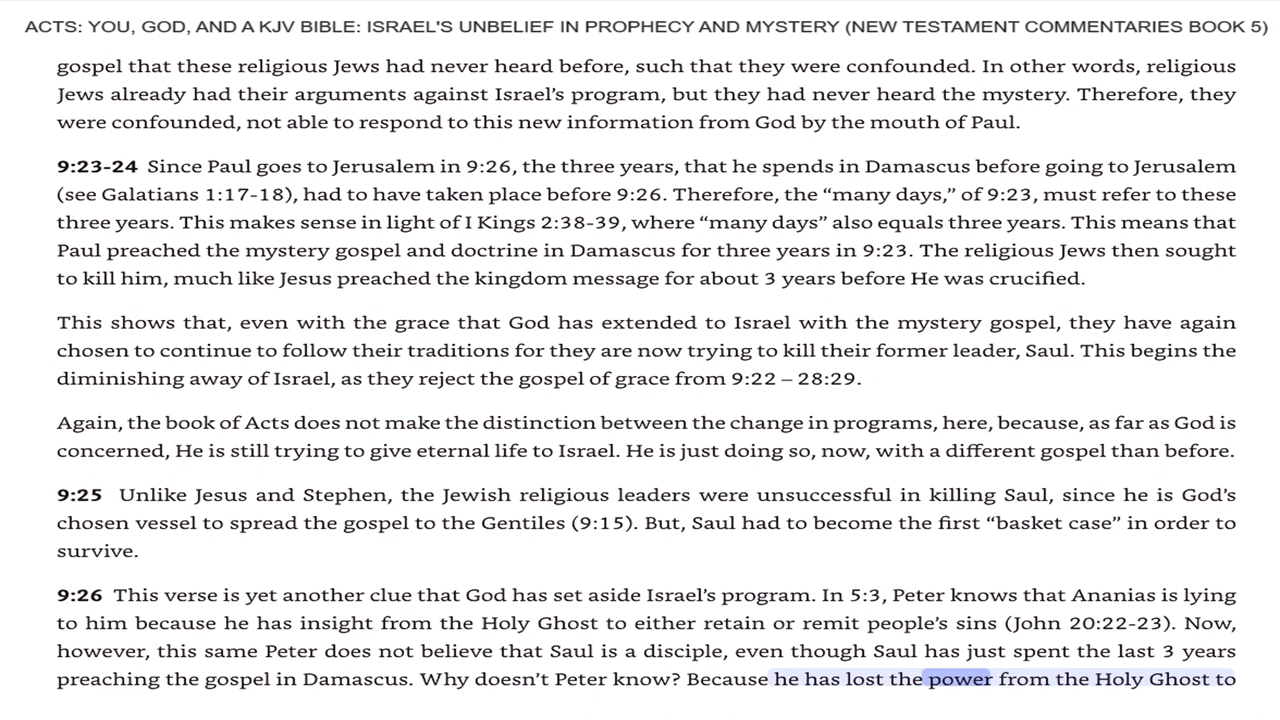 ACTS: YOU, GOD, AND A KJV BIBLE: ISRAEL'S UNBELIEF IN PROPHECY AND MYSTERY (NEW TESTAMENT COMMENTARIES BOOK 5)
gospel that these religious Jews had never heard before, such that they were confounded. In other words, religious
Jews already had their arguments against Israel’s program, but they had never heard the mystery. Therefore, they
were confounded, not able to respond to this new information from God by the mouth of Paul.
9:23-24 Since Paul goes to Jerusalem in 9:26, the three years, that he spends in Damascus before going to Jerusalem
(see Galatians 1:17-18), had to have taken place before 9:26. Therefore, the “many days,” of 9:23, must refer to these
three years. This makes sense in light of I Kings 2:38-39, where “many days” also equals three years. This means that
Paul preached the mystery gospel and doctrine in Damascus for three years in 9:23. The religious Jews then sought
to kill him, much like Jesus preached the kingdom message for about 3 years before He was crucified.
This shows that, even with the grace that God has extended to Israel with the mystery gospel, they have again
chosen to continue to follow their traditions for they are now trying to kill their former leader, Saul. This begins the
diminishing away of Israel, as they reject the gospel of grace from 9:22 – 28:29.
Again, the book of Acts does not make the distinction between the change in programs, here, because, as far as God is
concerned, He is still trying to give eternal life to Israel. He is just doing so, now, with a different gospel than before.
9:25 Unlike Jesus and Stephen, the Jewish religious leaders were unsuccessful in killing Saul, since he is God’s
chosen vessel to spread the gospel to the Gentiles (9:15). But, Saul had to become the first “basket case” in order to
survive.
9:26 This verse is yet another clue that God has set aside Israel’s program. In 5:3, Peter knows that Ananias is lying
to him because he has insight from the Holy Ghost to either retain or remit people’s sins (John 20:22-23). Now,
however, this same Peter does not believe that Saul is a disciple, even though Saul has just spent the last 3 years
preaching the gospel in Damascus. Why doesn’t Peter know? Because he has lost the power from the Holy Ghost to